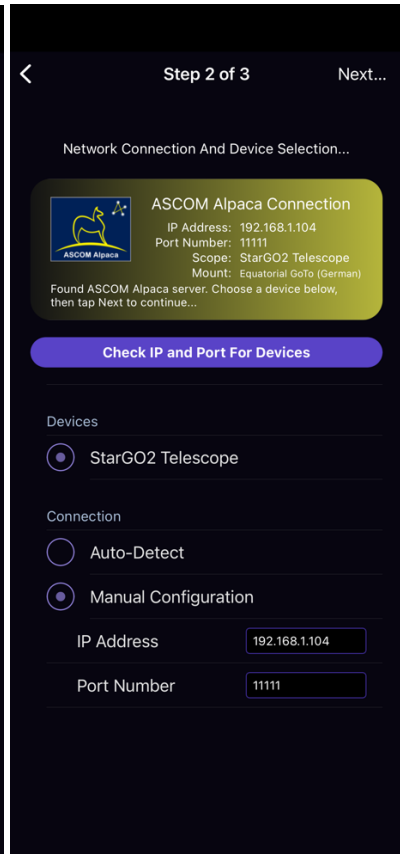 Step 2 of 3
Next...
Network Connection And Device Selection...
ASCOM Alpaca Connection
IP Address: 192.168.1.104
Port Number: 11111
Scope: StarGO2 Telescope
Mount: Equatorial GoTo (German)
ASCOM Alpaca
Found ASCOM Alpaca server. Choose a device below,
then tap Next to continue...
Check IP and Port For Devices
Devices
StarGO2 Telescope
Connection
Auto-Detect
Manual Configuration
IP Address 192.168.1.104
Port Number 11111